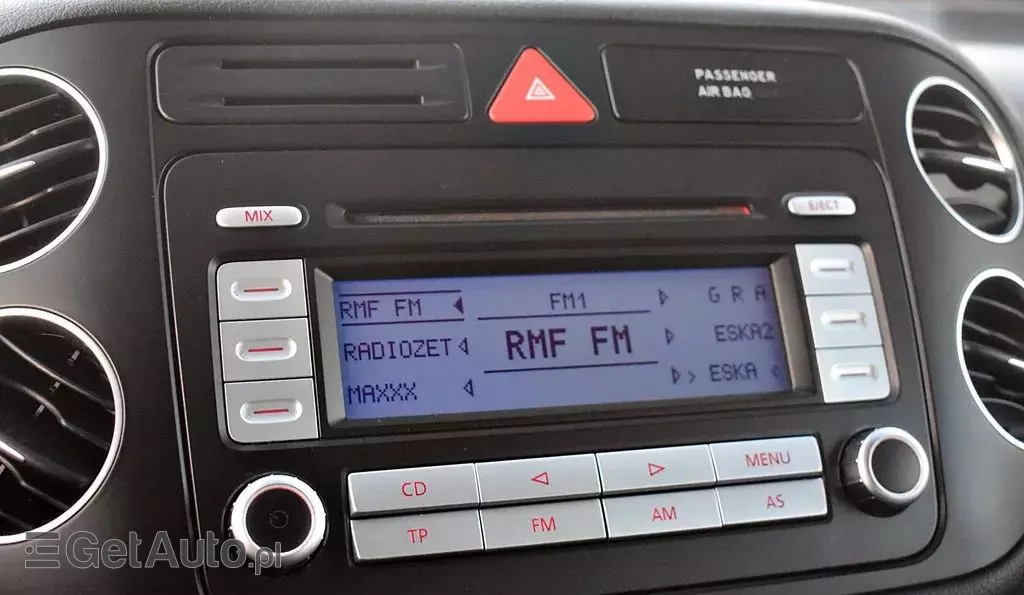 PASSENGER
AIR BAG
MIX
EJECT
RMF FM
FM1
G R A
RADIOZET
RMF FM
ESKA2
MAXXX
ESKA
CD
MENU
TP
FM
AM
AS
GetAuto.pl